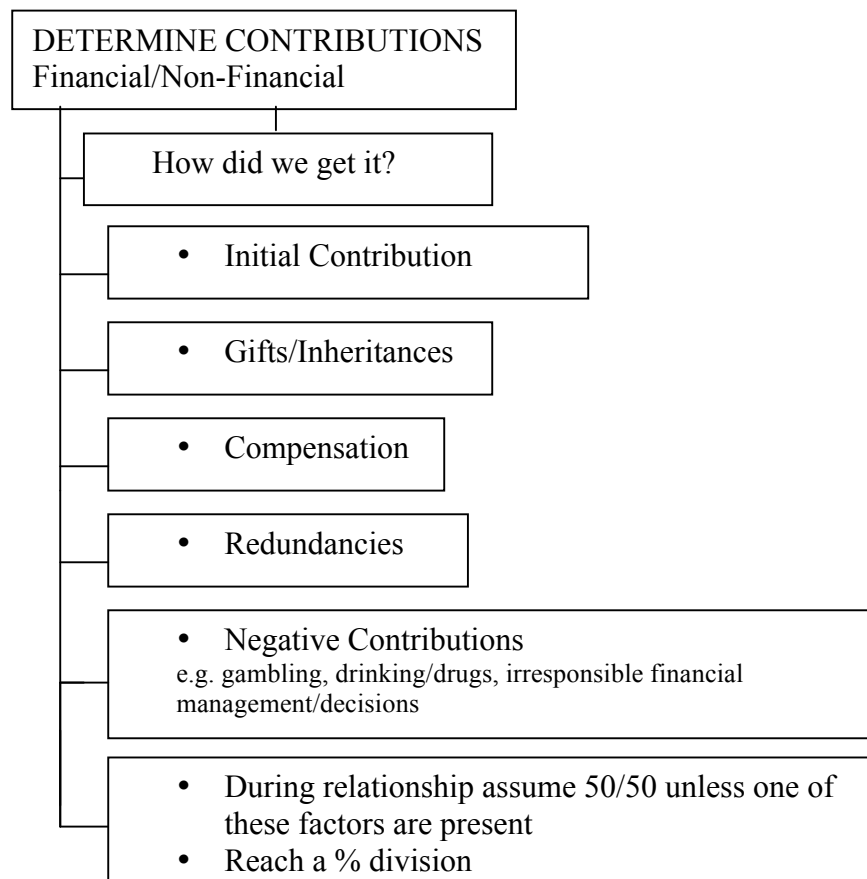 DETERMINE CONTRIBUTIONS
Financial/Non-Financial
How did we get it?
• Initial Contribution
• Gifts/Inheritances
• Compensation
• Redundancies
• Negative Contributions
e.g. gambling, drinking/drugs, irresponsible financial
management/decisions
• During relationship assume 50/50 unless one of
these factors are present
• Reach a % division